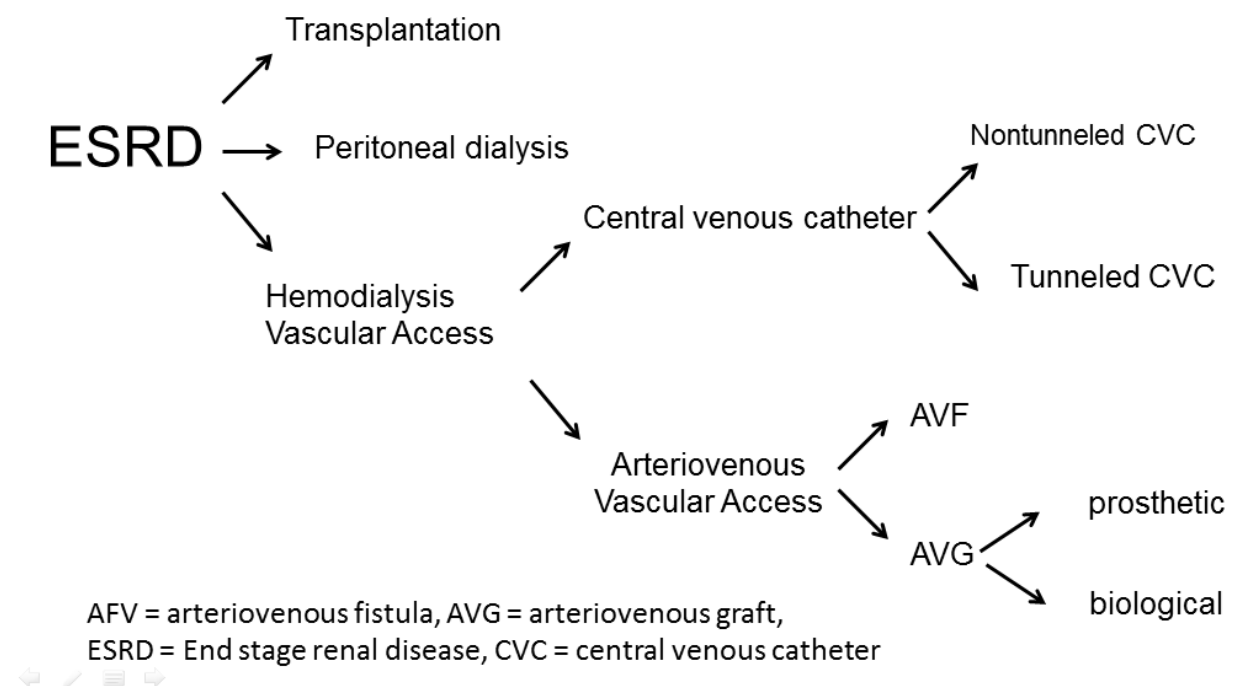 Transplantation
ESRD
Peritoneal dialysis
Nontunneled CVC
Central venous catheter
Tunneled CVC
Hemodialysis
Vascular Access
AVF
Arteriovenous
Vascular Access
prosthetic
AVG
biological
AFV = arteriovenous fistula, AVG = arteriovenous graft,
ESRD = End stage renal disease, CVC = central venous catheter